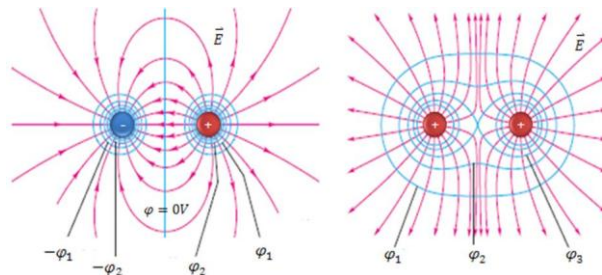 E⃗
-
+
φ = 0V
-φ₁
-φ₂
φ₂
φ₁
E⃗
+
+
φ₁
φ₂
φ₃